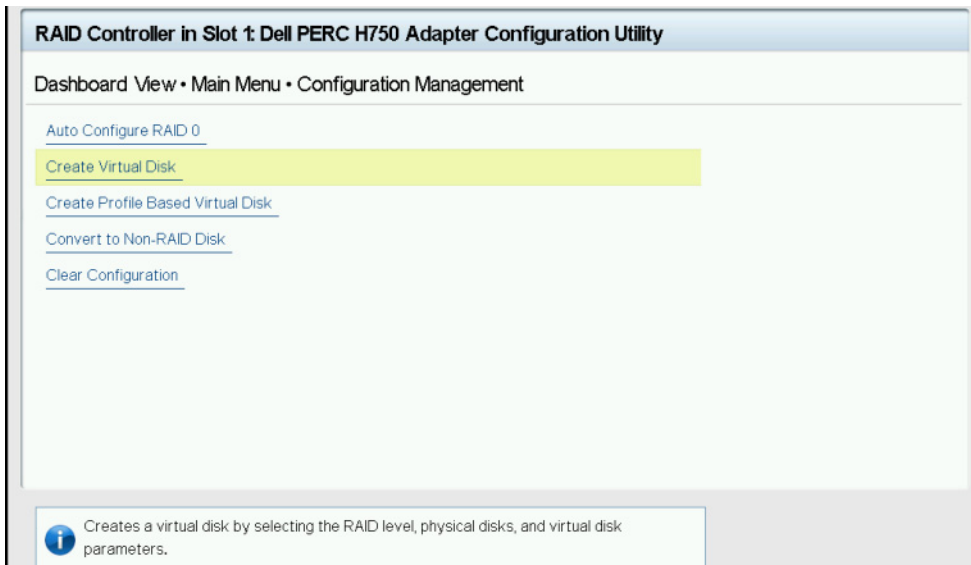 RAID Controller in Slot 1: Dell PERC H750 Adapter Configuration Utility
Dashboard View • Main Menu • Configuration Management
Auto Configure RAID 0
Create Virtual Disk
Create Profile Based Virtual Disk
Convert to Non-RAID Disk
Clear Configuration
Creates a virtual disk by selecting the RAID level, physical disks, and virtual disk
parameters.